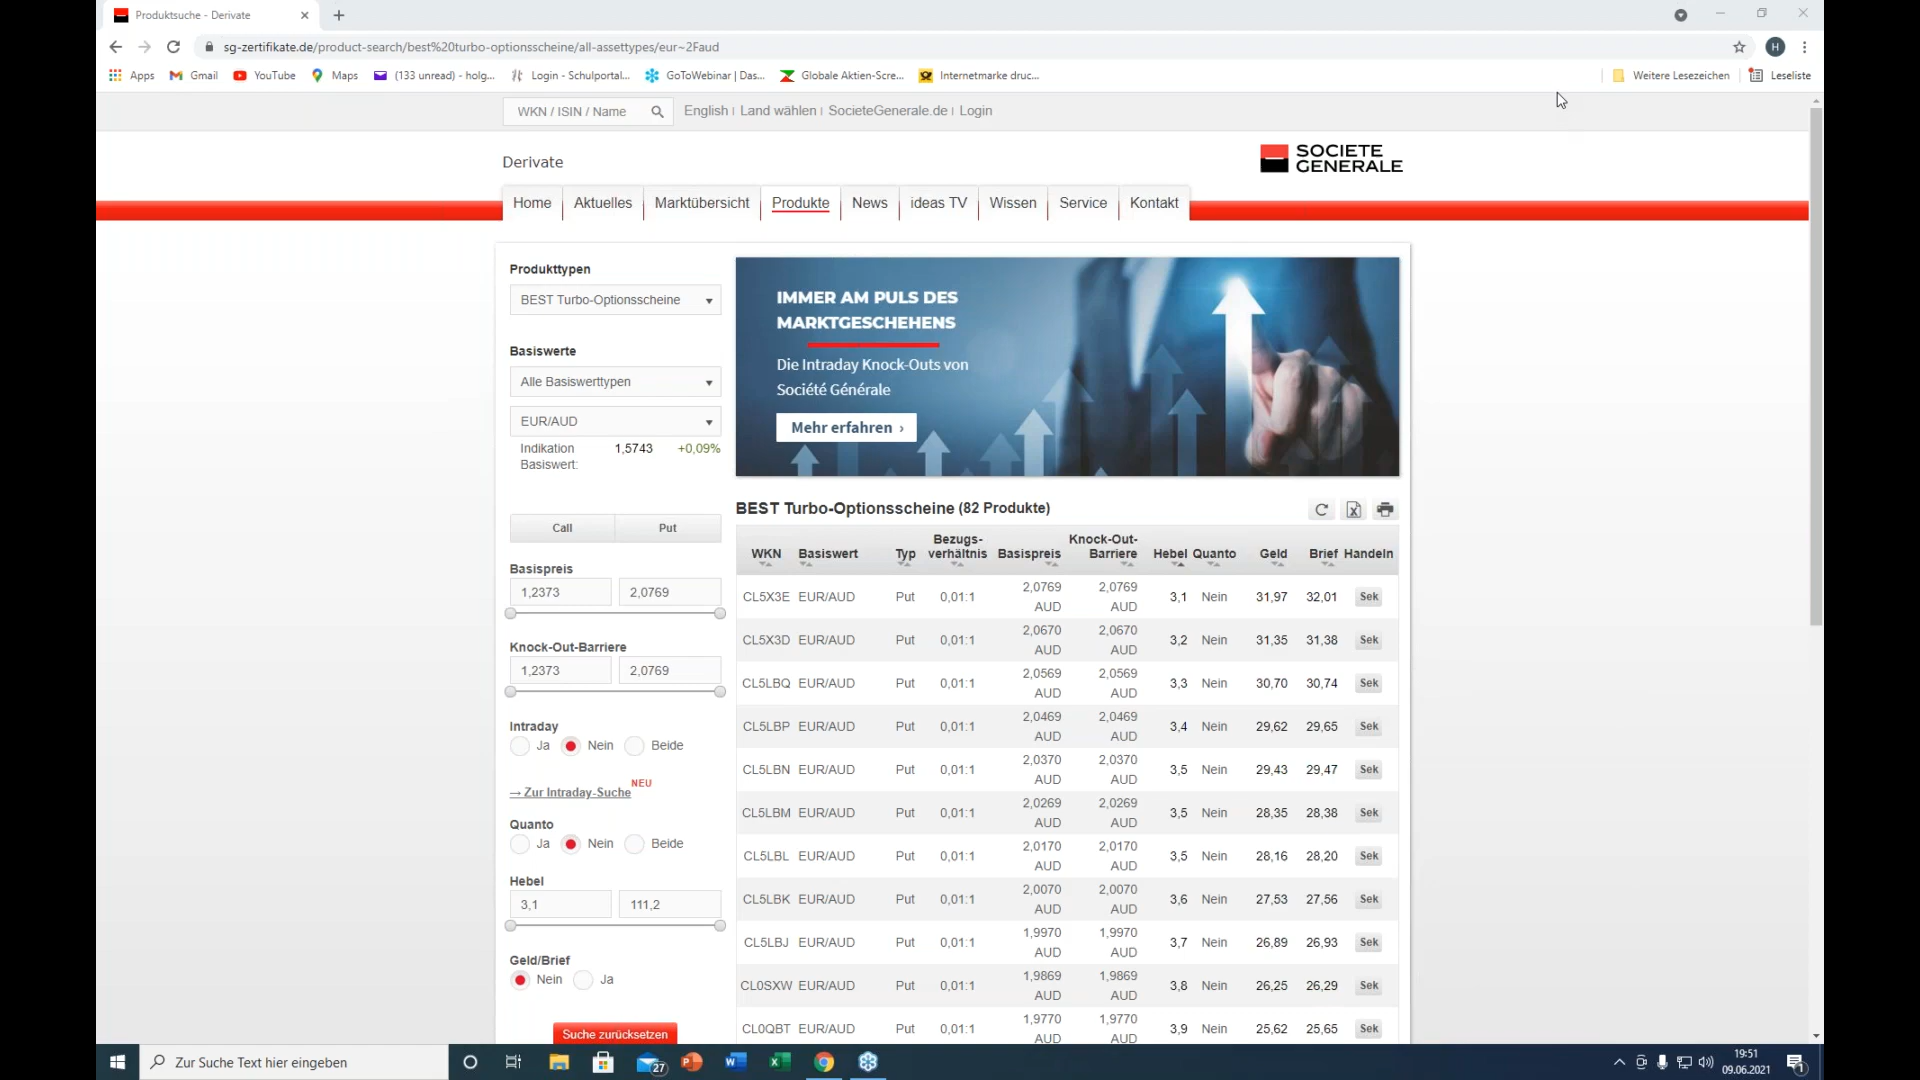 Produktsuche - Derivate
sg-zertifikate.de/product-search/best%20turbo-optionsscheine/all-assettypes/eur~2Faud
H
Apps Gmail YouTube Maps (133 unread) - holg... Login - Schulportal... GoToWebinar | Das... Globale Aktien-Scre... Internetmarke druc... Weitere Lesezeichen Leseliste
WKN / ISIN / Name English | Land wählen | SocieteGenerale.de | Login
Derivate
SOCIETE
GENERALE
Home Aktuelles Marktübersicht Produkte News ideas TV Wissen Service Kontakt
Produkttypen
BEST Turbo-Optionsscheine
Basiswerte
Alle Basiswerttypen
EUR/AUD
Indikation 1,5743 +0,09%
Basiswert:
Call Put
Basispreis
1,2373 2,0769
Knock-Out-Barriere
1,2373 2,0769
Intraday
Ja Nein Beide
→ Zur Intraday-Suche NEU
Quanto
Ja Nein Beide
Hebel
3,1 111,2
Geld/Brief
Nein Ja
Suche zurücksetzen
IMMER AM PULS DES
MARKTGESCHEHENS
Die Intraday Knock-Outs von
Société Générale
Mehr erfahren ›
BEST Turbo-Optionsscheine (82 Produkte)
Bezugs- Knock-Out-
WKN Basiswert Typ verhältnis Basispreis Barriere Hebel Quanto Geld Brief Handeln
2,0769 2,0769
CL5X3E EUR/AUD Put 0,01:1 3,1 Nein 31,97 32,01 Sek
AUD AUD
2,0670 2,0670
CL5X3D EUR/AUD Put 0,01:1 3,2 Nein 31,35 31,38 Sek
AUD AUD
2,0569 2,0569
CL5LBQ EUR/AUD Put 0,01:1 3,3 Nein 30,70 30,74 Sek
AUD AUD
2,0469 2,0469
CL5LBP EUR/AUD Put 0,01:1 3,4 Nein 29,62 29,65 Sek
AUD AUD
2,0370 2,0370
CL5LBN EUR/AUD Put 0,01:1 3,5 Nein 29,43 29,47 Sek
AUD AUD
2,0269 2,0269
CL5LBM EUR/AUD Put 0,01:1 3,5 Nein 28,35 28,38 Sek
AUD AUD
2,0170 2,0170
CL5LBL EUR/AUD Put 0,01:1 3,5 Nein 28,16 28,20 Sek
AUD AUD
2,0070 2,0070
CL5LBK EUR/AUD Put 0,01:1 3,6 Nein 27,53 27,56 Sek
AUD AUD
1,9970 1,9970
CL5LBJ EUR/AUD Put 0,01:1 3,7 Nein 26,89 26,93 Sek
AUD AUD
1,9869 1,9869
CL0SXW EUR/AUD Put 0,01:1 3,8 Nein 26,25 26,29 Sek
AUD AUD
1,9770 1,9770
CL0QBT EUR/AUD Put 0,01:1 3,9 Nein 25,62 25,65 Sek
AUD AUD
Zur Suche Text hier eingeben
27
19:51
09.06.2021
1